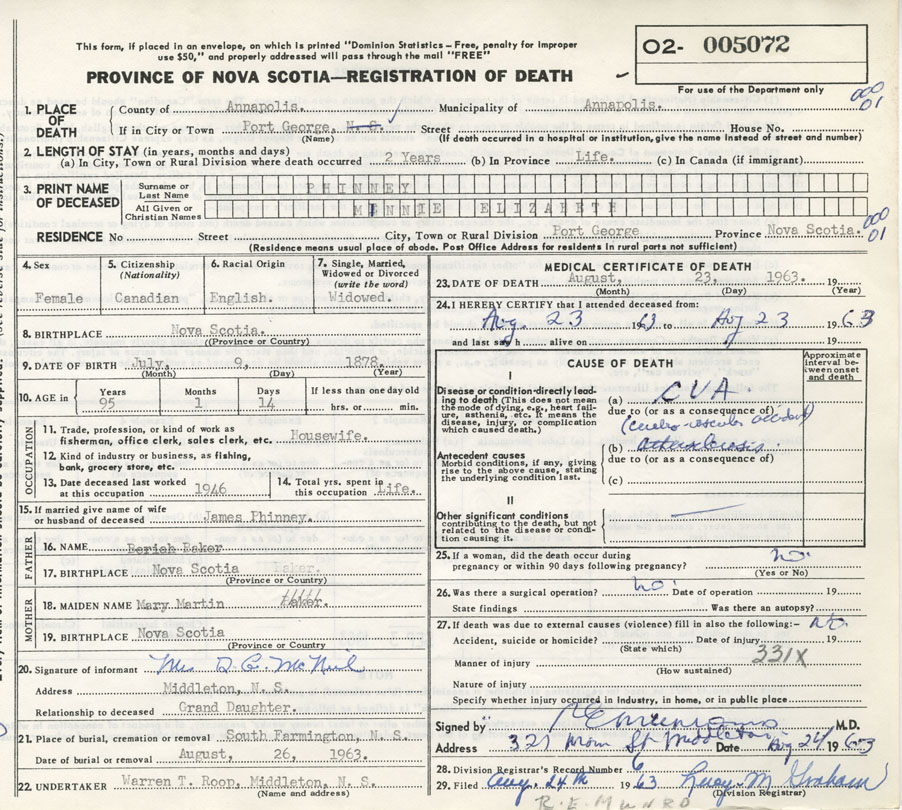 This form, if placed in an envelope, on which is printed "Dominion Statistics – Free, penalty for improper
use $50," and properly addressed will pass through the mail "FREE"
PROVINCE OF NOVA SCOTIA—REGISTRATION OF DEATH
O2- 005072
For use of the Department only
1. PLACE OF DEATH County of Annapolis. Municipality of Annapolis. 000 01
If in City or Town Port George, N. S. Street House No.
(Name) (If death occurred in a hospital or institution, give the name instead of street and number)
2. LENGTH OF STAY (in years, months and days)
(a) In City, Town or Rural Division where death occurred 2 Years (b) In Province Life. (c) In Canada (if immigrant)
3. PRINT NAME OF DECEASED Surname or Last Name PHINNEY
All Given or Christian Names MINNIE ELIZABETH
RESIDENCE No Street City, Town or Rural Division Port George Province Nova Scotia. 000 01
(Residence means usual place of abode. Post Office Address for residents in rural parts not sufficient)
4. Sex Female
5. Citizenship (Nationality) Canadian
6. Racial Origin English.
7. Single, Married, Widowed or Divorced (write the word) Widowed.
8. BIRTHPLACE Nova Scotia.
(Province or Country)
9. DATE OF BIRTH July, 9, 1878,
(Month) (Day) (Year)
10. AGE in Years 95 Months 1 Days 14 If less than one day old hrs. or min.
OCCUPATION
11. Trade, profession, or kind of work as
fisherman, office clerk, sales clerk, etc. Housewife.
12. Kind of industry or business, as fishing,
bank, grocery store, etc.
13. Date deceased last worked
at this occupation 1946
14. Total yrs. spent in
this occupation Life.
15. If married give name of wife
or husband of deceased James Phinney.
FATHER
16. NAME Baker
17. BIRTHPLACE Nova Scotia Baker.
(Province or Country)
MOTHER
18. MAIDEN NAME Mary Martin Baker.
19. BIRTHPLACE Nova Scotia
(Province or Country)
20. Signature of informant Mrs. D. C. McNeil
Address Middleton, N. S.
Relationship to deceased Grand Daughter.
21. Place of burial, cremation or removal South Farmington, N. S.
Date of burial or removal August, 26, 1963.
22. UNDERTAKER Warren T. Roop, Middleton, N. S.
(Name and address)
MEDICAL CERTIFICATE OF DEATH
23. DATE OF DEATH August, 23, 1963. 19
(Month) (Day) (Year)
24. I HEREBY CERTIFY that I attended deceased from:
Aug. 23 1963 to Aug 23 1963
and last saw h alive on 19
CAUSE OF DEATH
Approximate interval between onset and death
I
Disease or condition directly leading to death (This does not mean the mode of dying, e.g., heart failure, asthenia, etc. It means the disease, injury, or complication which caused death.)
(a) CVA
due to (or as a consequence of)
(cerebro-vascular accident)
Antecedent causes
Morbid conditions, if any, giving rise to the above cause, stating the underlying condition last.
(b)
due to (or as a consequence of)
(c)
II
Other significant conditions
contributing to the death, but not related to the disease or condition causing it.
25. If a woman, did the death occur during
pregnancy or within 90 days following pregnancy? no.
(Yes or No)
26. Was there a surgical operation? no. Date of operation 19
State findings Was there an autopsy?
27. If death was due to external causes (violence) fill in also the following:–
Accident, suicide or homicide? Date of injury 19
(State which)
331X
Manner of injury
(How sustained)
Nature of injury
Specify whether injury occurred in industry, in home, or in public place
Signed by M.D.
Address 321 Main St. Middleton Date Aug 24 1963
28. Division Registrar's Record Number 6
29. Filed Aug. 24th 1963 Lucy M Graham
(Division Registrar)
R.E. MUNRO